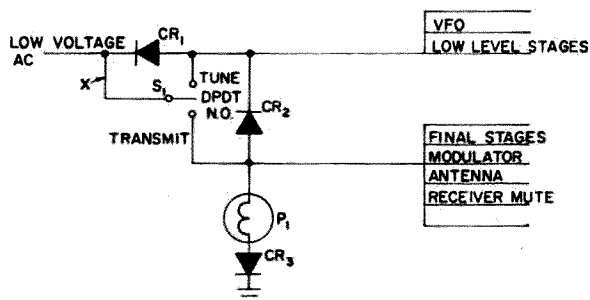 LOW VOLTAGE
AC
CR1
X
S1
TUNE
DPDT
N.O.
TRANSMIT
CR2
P1
CR3
VFO
LOW LEVEL STAGES
FINAL STAGES
MODULATOR
ANTENNA
RECEIVER MUTE